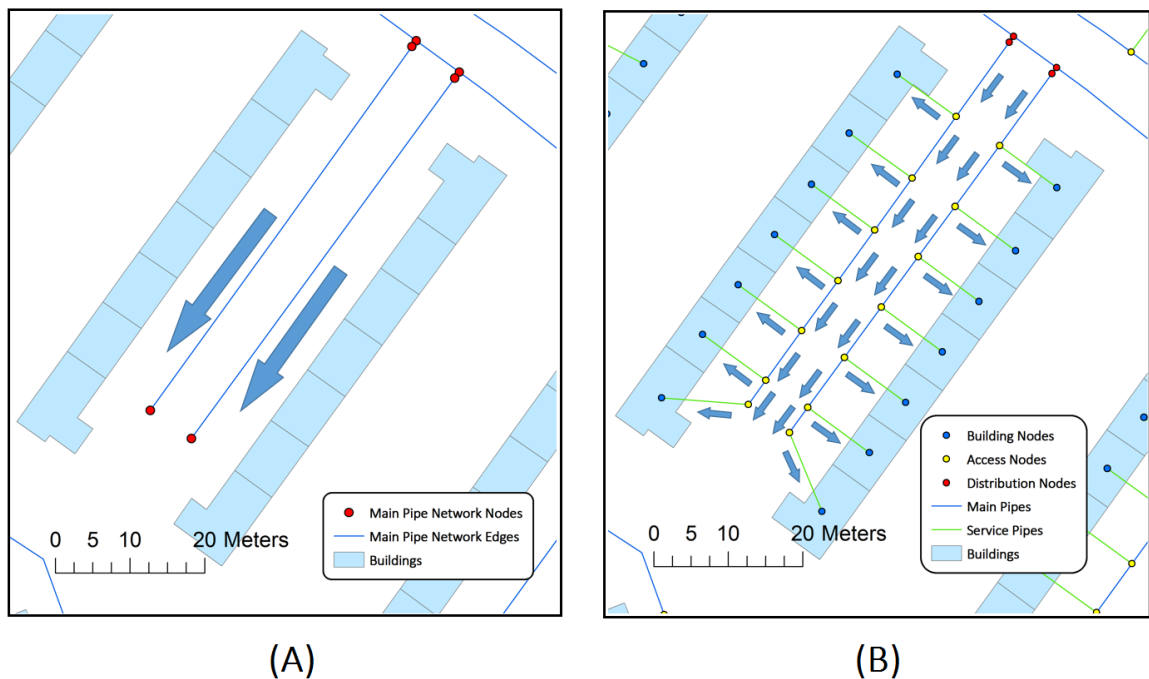 Main Pipe Network Nodes
Main Pipe Network Edges
Buildings
0 5 10 20 Meters
(A)
Building Nodes
Access Nodes
Distribution Nodes
Main Pipes
Service Pipes
Buildings
0 5 10 20 Meters
(B)